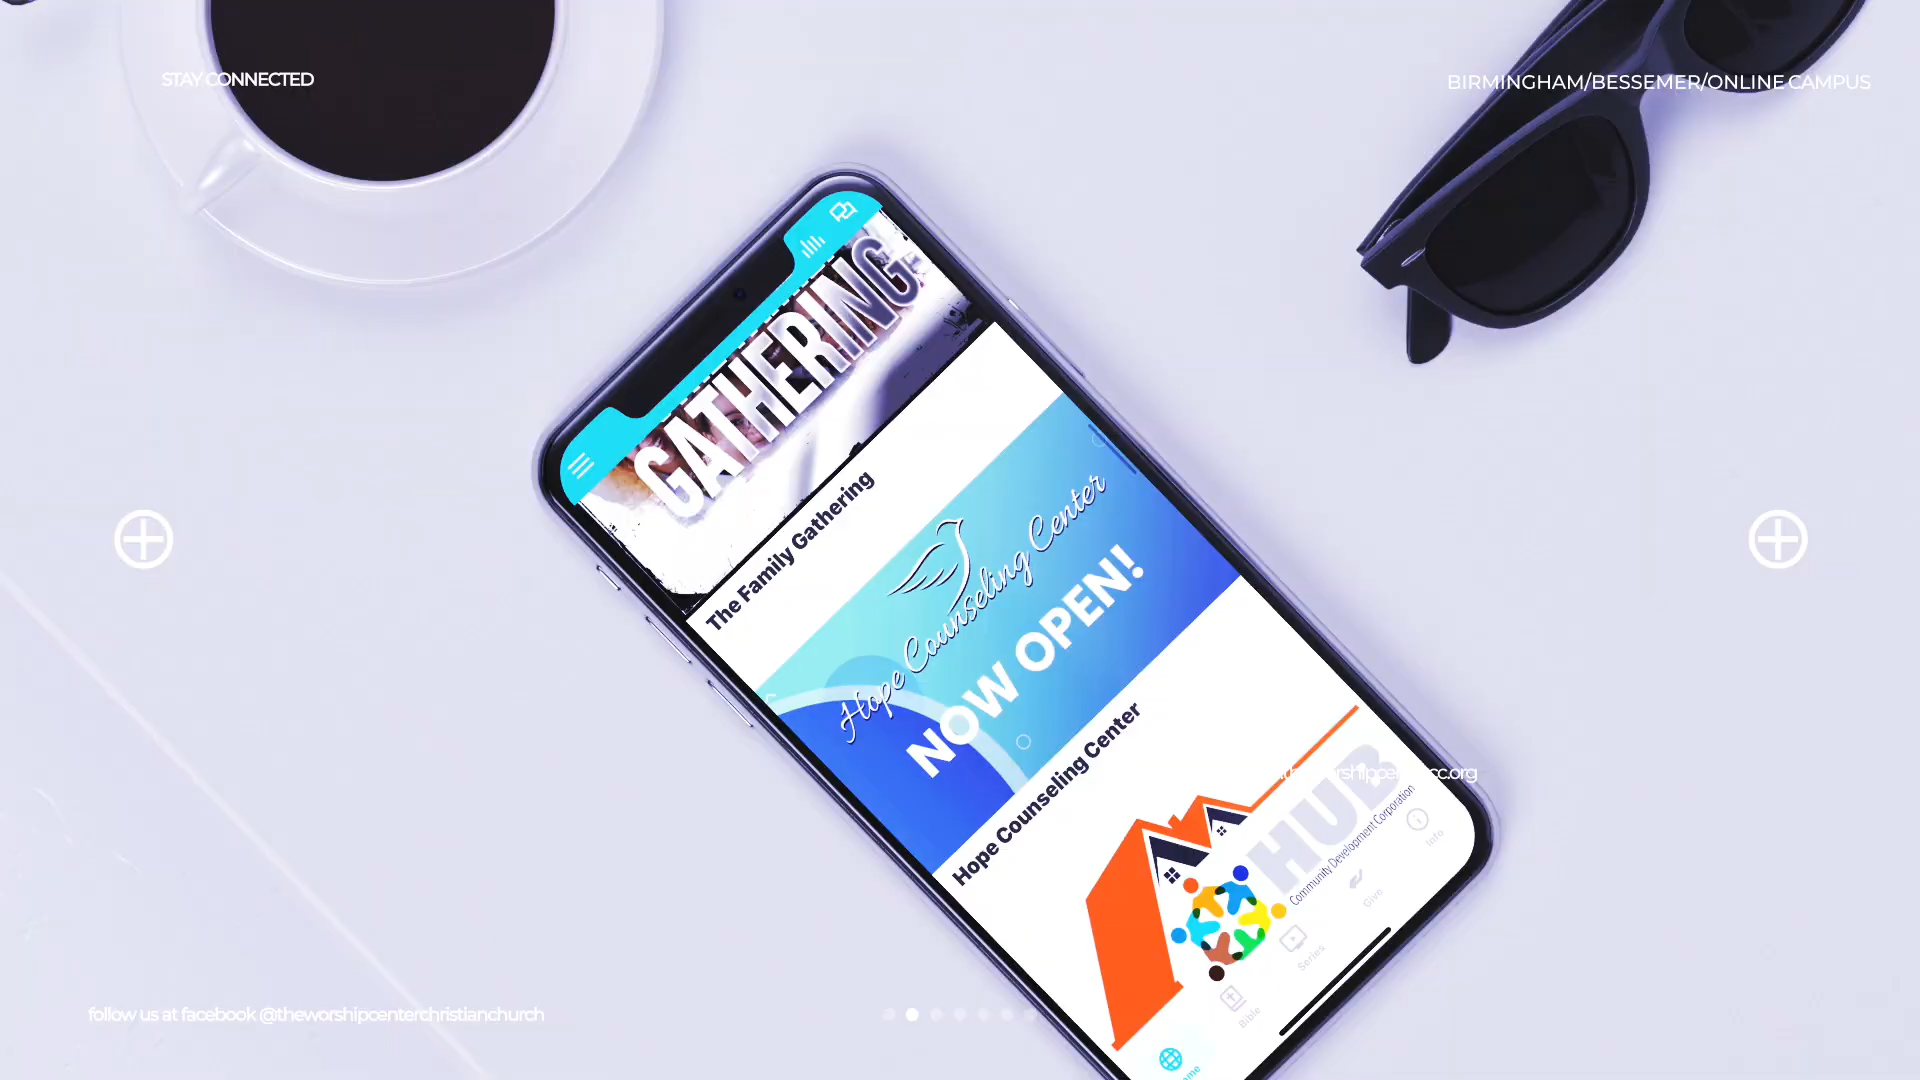 STAY CONNECTED
BIRMINGHAM/BESSEMER/ONLINE CAMPUS
GATHERING
The Family Gathering
Hope Counseling Center
NOW OPEN!
Hope Counseling Center
HUB
Community Development Corporation
Info
Give
Series
Bible
follow us at facebook @theworshipcenterchristianchurch